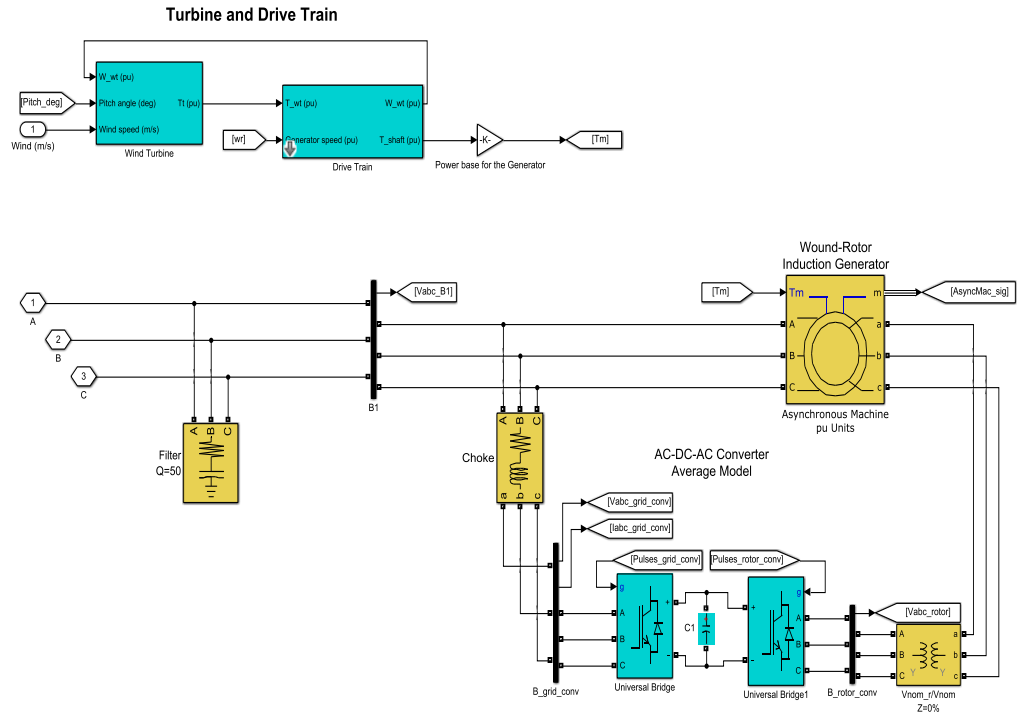 Turbine and Drive Train
W_wt (pu)
[Pitch_deg]
Pitch angle (deg)
Tt (pu)
1
Wind speed (m/s)
Wind (m/s)
Wind Turbine
T_wt (pu)
W_wt (pu)
[wr]
Generator speed (pu)
T_shaft (pu)
Drive Train
-K-
Power base for the Generator
[Tm]
Wound-Rotor
Induction Generator
1
A
2
B
3
C
[Vabc_B1]
B1
[Tm]
Tm
m
[AsyncMac_sig]
A
a
B
b
C
c
Asynchronous Machine
pu Units
A
B
C
Filter
Q=50
A
B
C
Choke
a
b
c
AC-DC-AC Converter
Average Model
[Vabc_grid_conv]
[Iabc_grid_conv]
[Pulses_grid_conv]
[Pulses_rotor_conv]
g
+
A
B
-
C
Universal Bridge
B_grid_conv
C1
+
g
+
A
B
-
C
Universal Bridge1
B_rotor_conv
[Vabc_rotor]
A
a
B
b
Y
Y
C
c
Vnom_r/Vnom
Z=0%